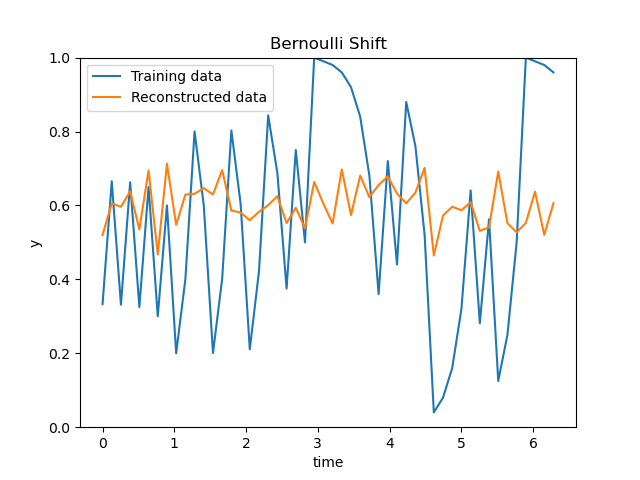 Bernoulli Shift
Training data
Reconstructed data
1.0
0.8
0.6
0.4
0.2
0.0
y
0 1 2 3 4 5 6
time